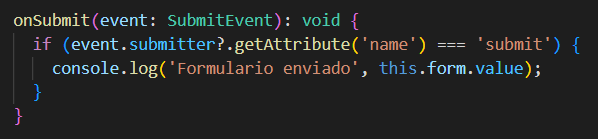 onSubmit(event: SubmitEvent): void {
  if (event.submitter?.getAttribute('name') === 'submit') {
    console.log('Formulario enviado', this.form.value);
  }
}